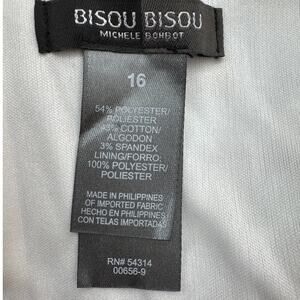 BISOU BISOU
MICHELE BOHBOT
16
54% POLYESTER/
POLIESTER
43% COTTON/
ALGODON
3% SPANDEX
LINING/FORRO:
100% POLYESTER/
POLIESTER
MADE IN PHILIPPINES
OF IMPORTED FABRIC
HECHO EN PHILIPPINES
CON TELAS IMPORTADAS
RN# 54314
00656-9